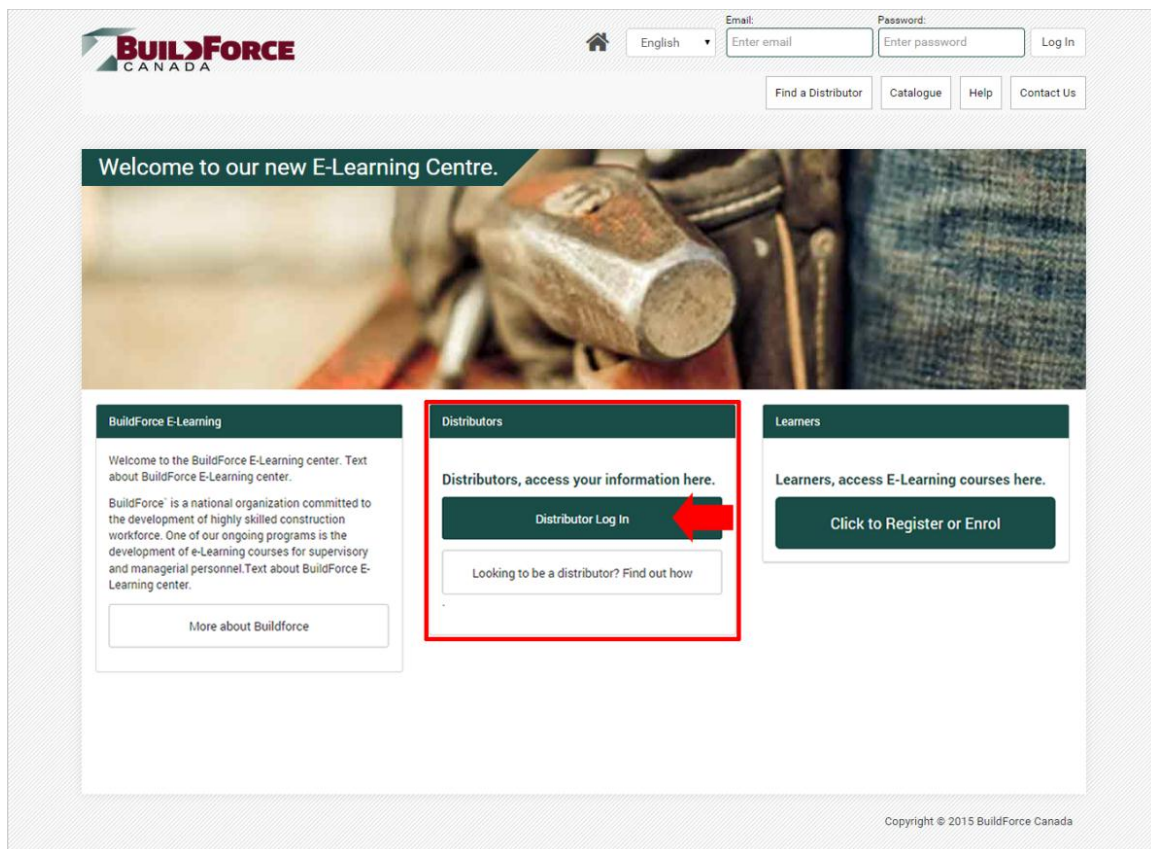 BUILDFORCE
CANADA
English
Email:
Enter email
Password:
Enter password
Log In
Find a Distributor
Catalogue
Help
Contact Us
Welcome to our new E-Learning Centre.
BuildForce E-Learning
Welcome to the BuildForce E-Learning center. Text
about BuildForce E-Learning center.
BuildForce` is a national organization committed to
the development of highly skilled construction
workforce. One of our ongoing programs is the
development of e-Learning courses for supervisory
and managerial personnel.Text about BuildForce E-
Learning center.
More about Buildforce
Distributors
Distributors, access your information here.
Distributor Log In
Looking to be a distributor? Find out how
.
Learners
Learners, access E-Learning courses here.
Click to Register or Enrol
Copyright © 2015 BuildForce Canada